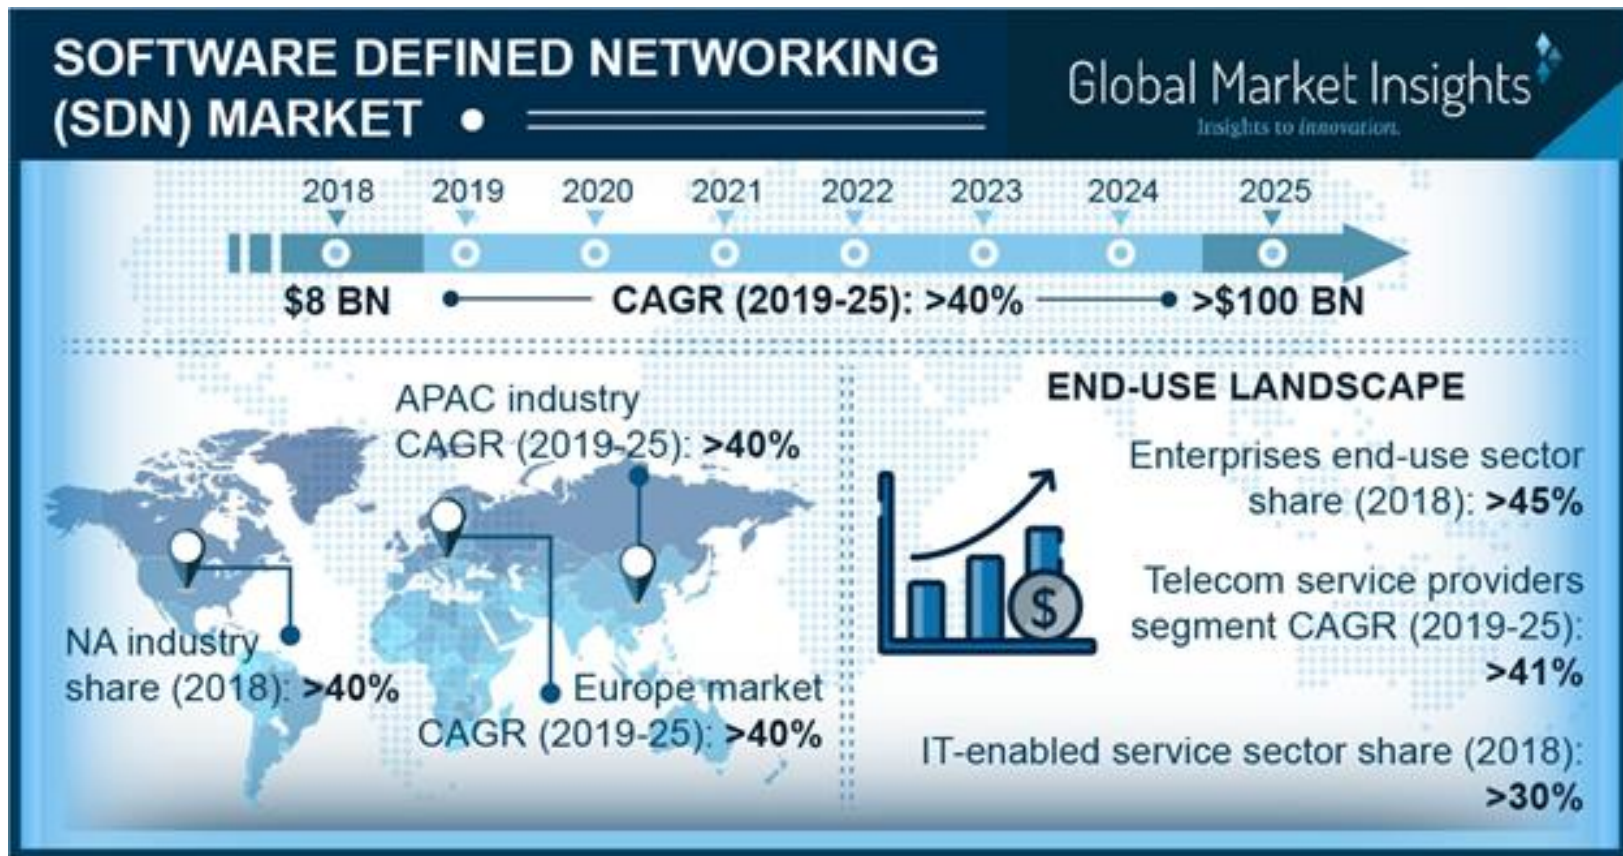 SOFTWARE DEFINED NETWORKING
(SDN) MARKET
Global Market Insights
Insights to innovation.
2018 2019 2020 2021 2022 2023 2024 2025
$8 BN CAGR (2019-25): >40% >$100 BN
APAC industry
CAGR (2019-25): >40%
NA industry
share (2018): >40%
Europe market
CAGR (2019-25): >40%
END-USE LANDSCAPE
Enterprises end-use sector
share (2018): >45%
$
Telecom service providers
segment CAGR (2019-25):
>41%
IT-enabled service sector share (2018):
>30%